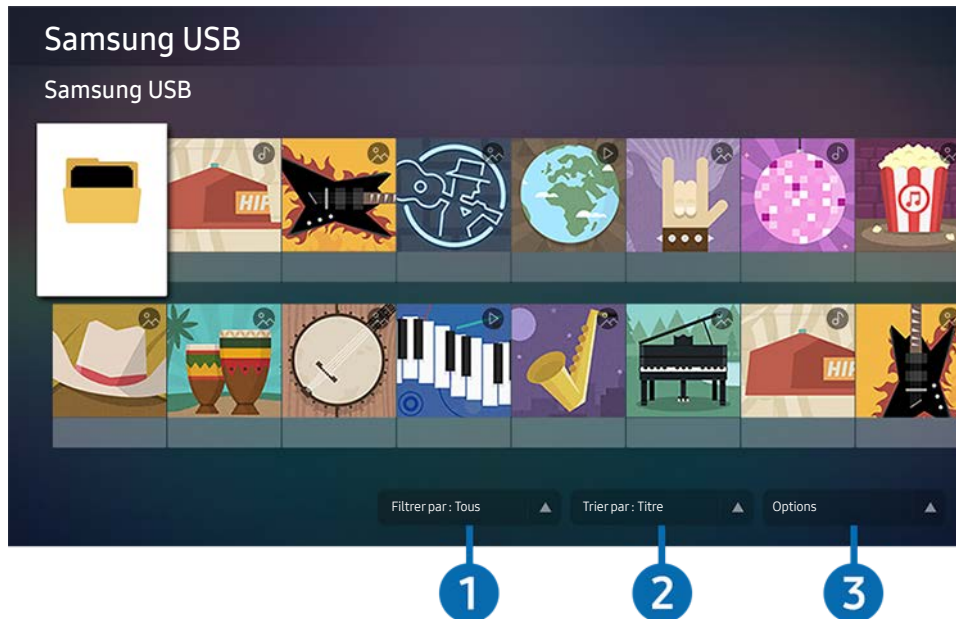 Samsung USB
Samsung USB
HIP
HIP
Filtrer par : Tous
Trier par : Titre
Options
1
2
3